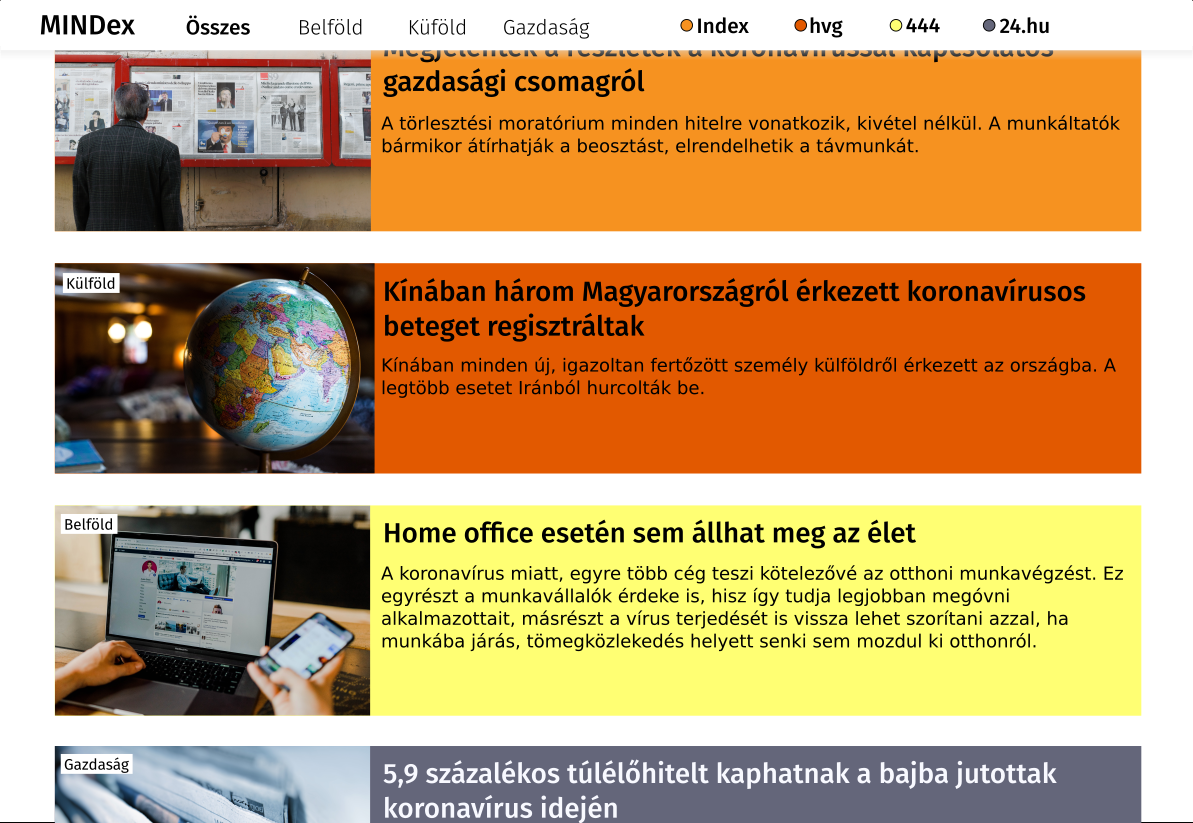 MINDex Összes Belföld Küföld Gazdaság Index hvg 444 24.hu
Megjelentek a részletek a koronavírussal kapcsolatos
gazdasági csomagról
A törlesztési moratórium minden hitelre vonatkozik, kivétel nélkül. A munkáltatók
bármikor átírhatják a beosztást, elrendelhetik a távmunkát.
Külföld
Kínában három Magyarországról érkezett koronavírusos
beteget regisztráltak
Kínában minden új, igazoltan fertőzött személy külföldről érkezett az országba. A
legtöbb esetet Iránból hurcolták be.
Belföld
Home office esetén sem állhat meg az élet
A koronavírus miatt, egyre több cég teszi kötelezővé az otthoni munkavégzést. Ez
egyrészt a munkavállalók érdeke is, hisz így tudja legjobban megóvni
alkalmazottait, másrészt a vírus terjedését is vissza lehet szorítani azzal, ha
munkába járás, tömegközlekedés helyett senki sem mozdul ki otthonról.
Gazdaság
5,9 százalékos túlélőhitelt kaphatnak a bajba jutottak
koronavírus idején